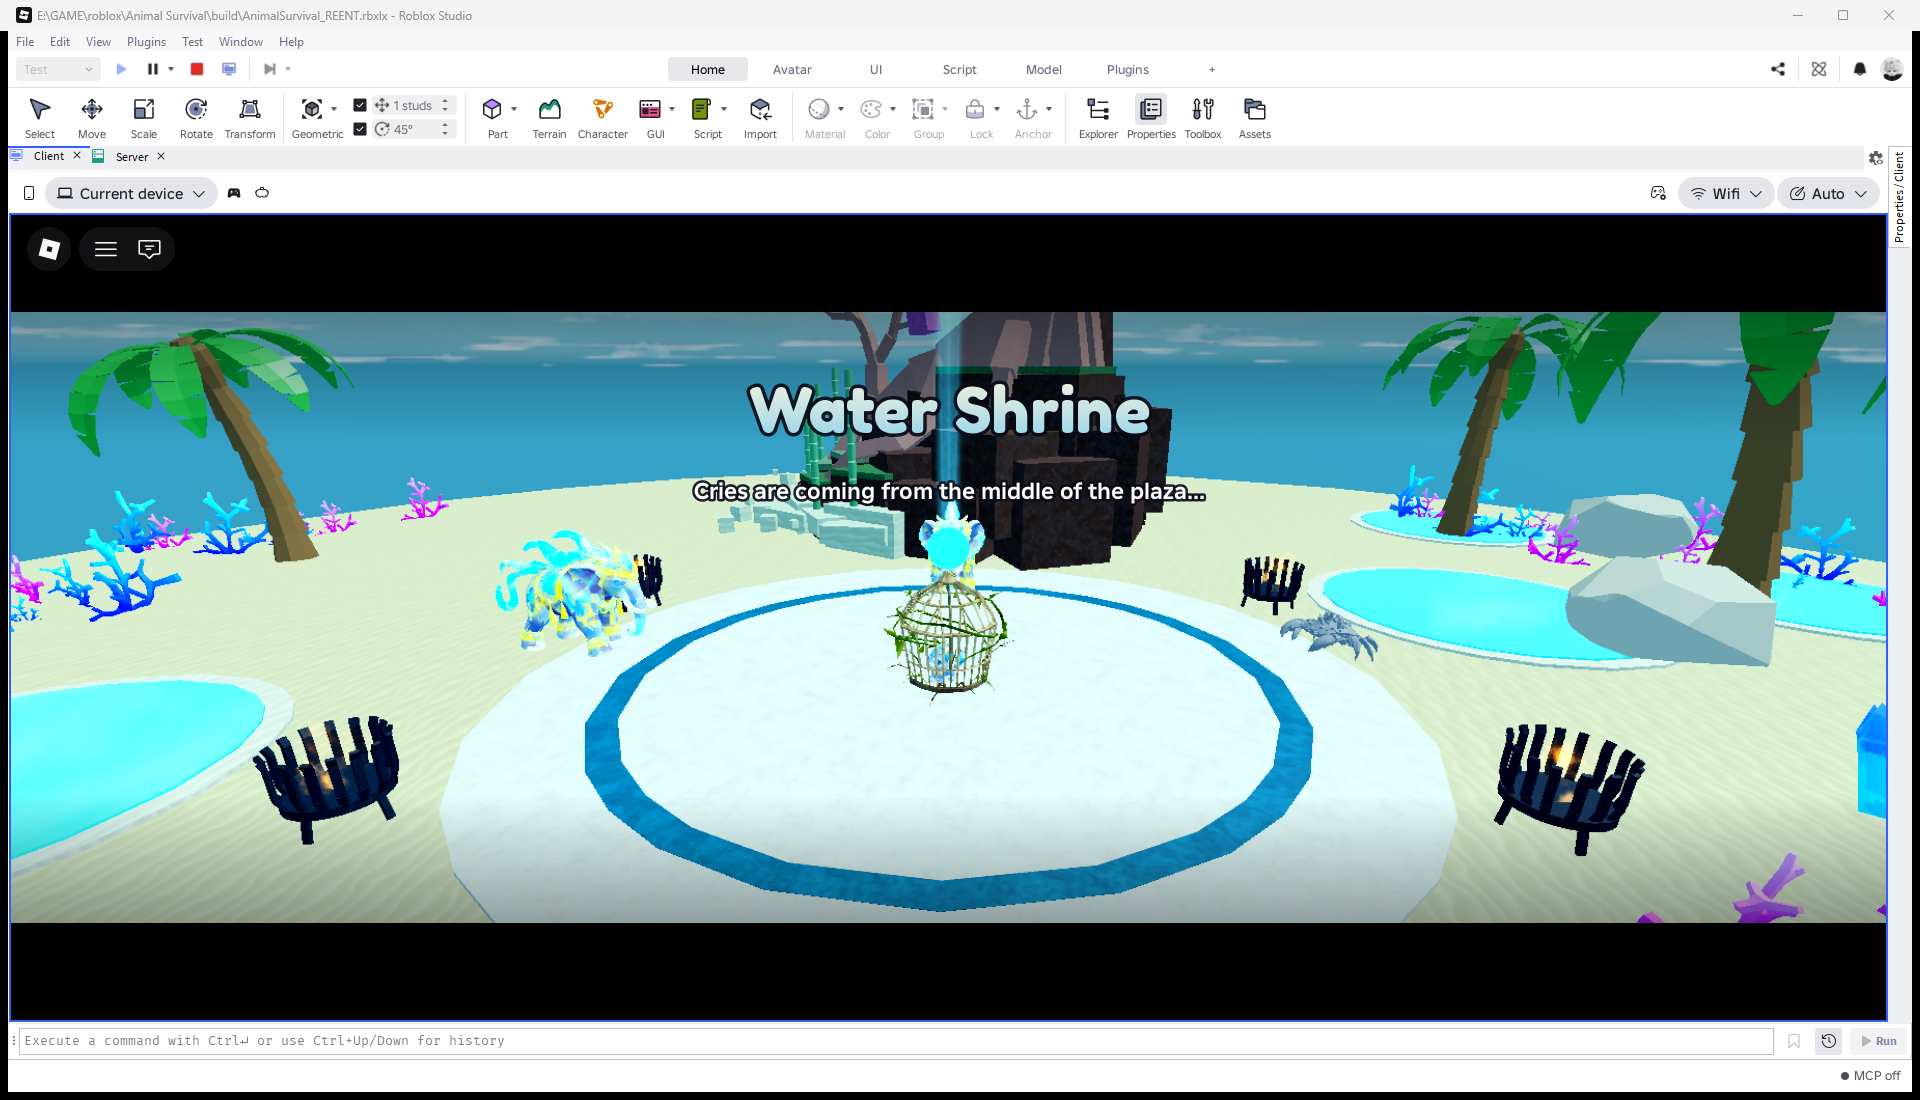 E:\GAME\roblox\Animal Survival\build\AnimalSurvival_REENT.rbxlx - Roblox Studio
File Edit View Plugins Test Window Help
Test Home Avatar UI Script Model Plugins +
1 studs
45°
Select Move Scale Rotate Transform Geometric Part Terrain Character GUI Script Import Material Color Group Lock Anchor Explorer Properties Toolbox Assets
Client Server
Properties / Client
Current device Wifi Auto
Water Shrine
Cries are coming from the middle of the plaza...
Execute a command with Ctrl↵ or use Ctrl+Up/Down for history
Run
MCP off